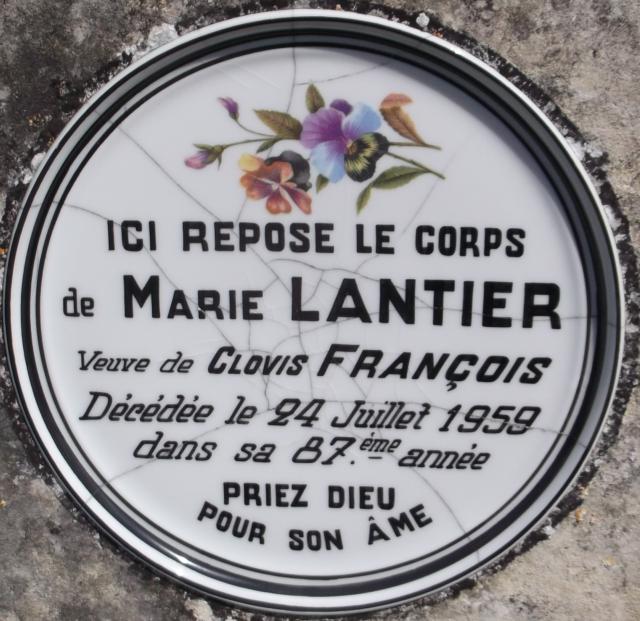 ICI REPOSE LE CORPS
de MARIE LANTIER
Veuve de CLOVIS FRANÇOIS
Décédée le 24 Juillet 1959
dans sa 87.ème année
PRIEZ DIEU
POUR SON ÂME